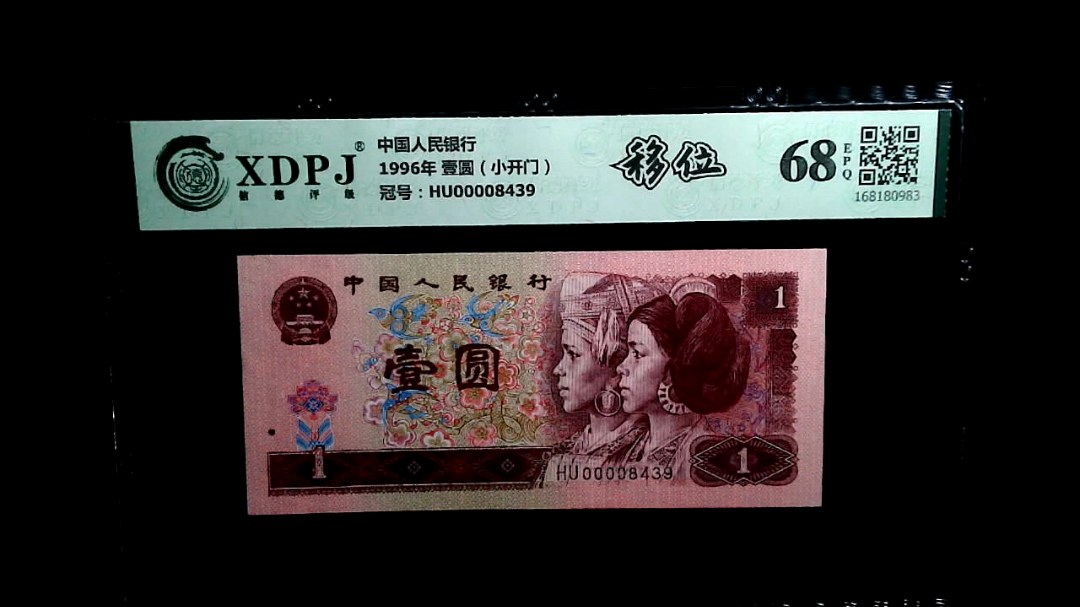 XDPJ®
信德评级
中国人民银行
1996年 壹圆（小开门）
冠号：HU00008439
移位
68
EPQ
168180983
中国人民银行
1
壹圆
1
HU00008439
1